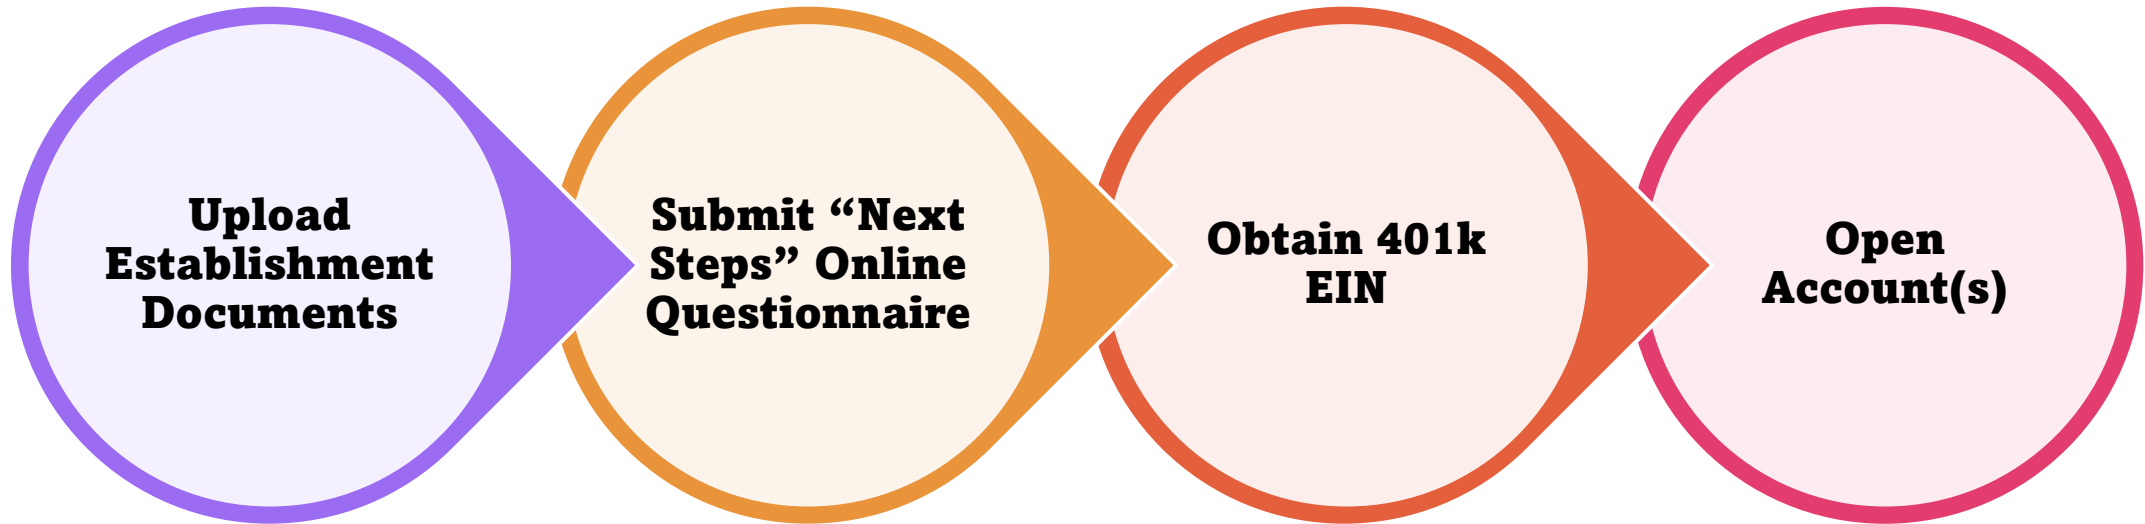 Upload
Establishment
Documents
Submit “Next
Steps” Online
Questionnaire
Obtain 401k
EIN
Open
Account(s)